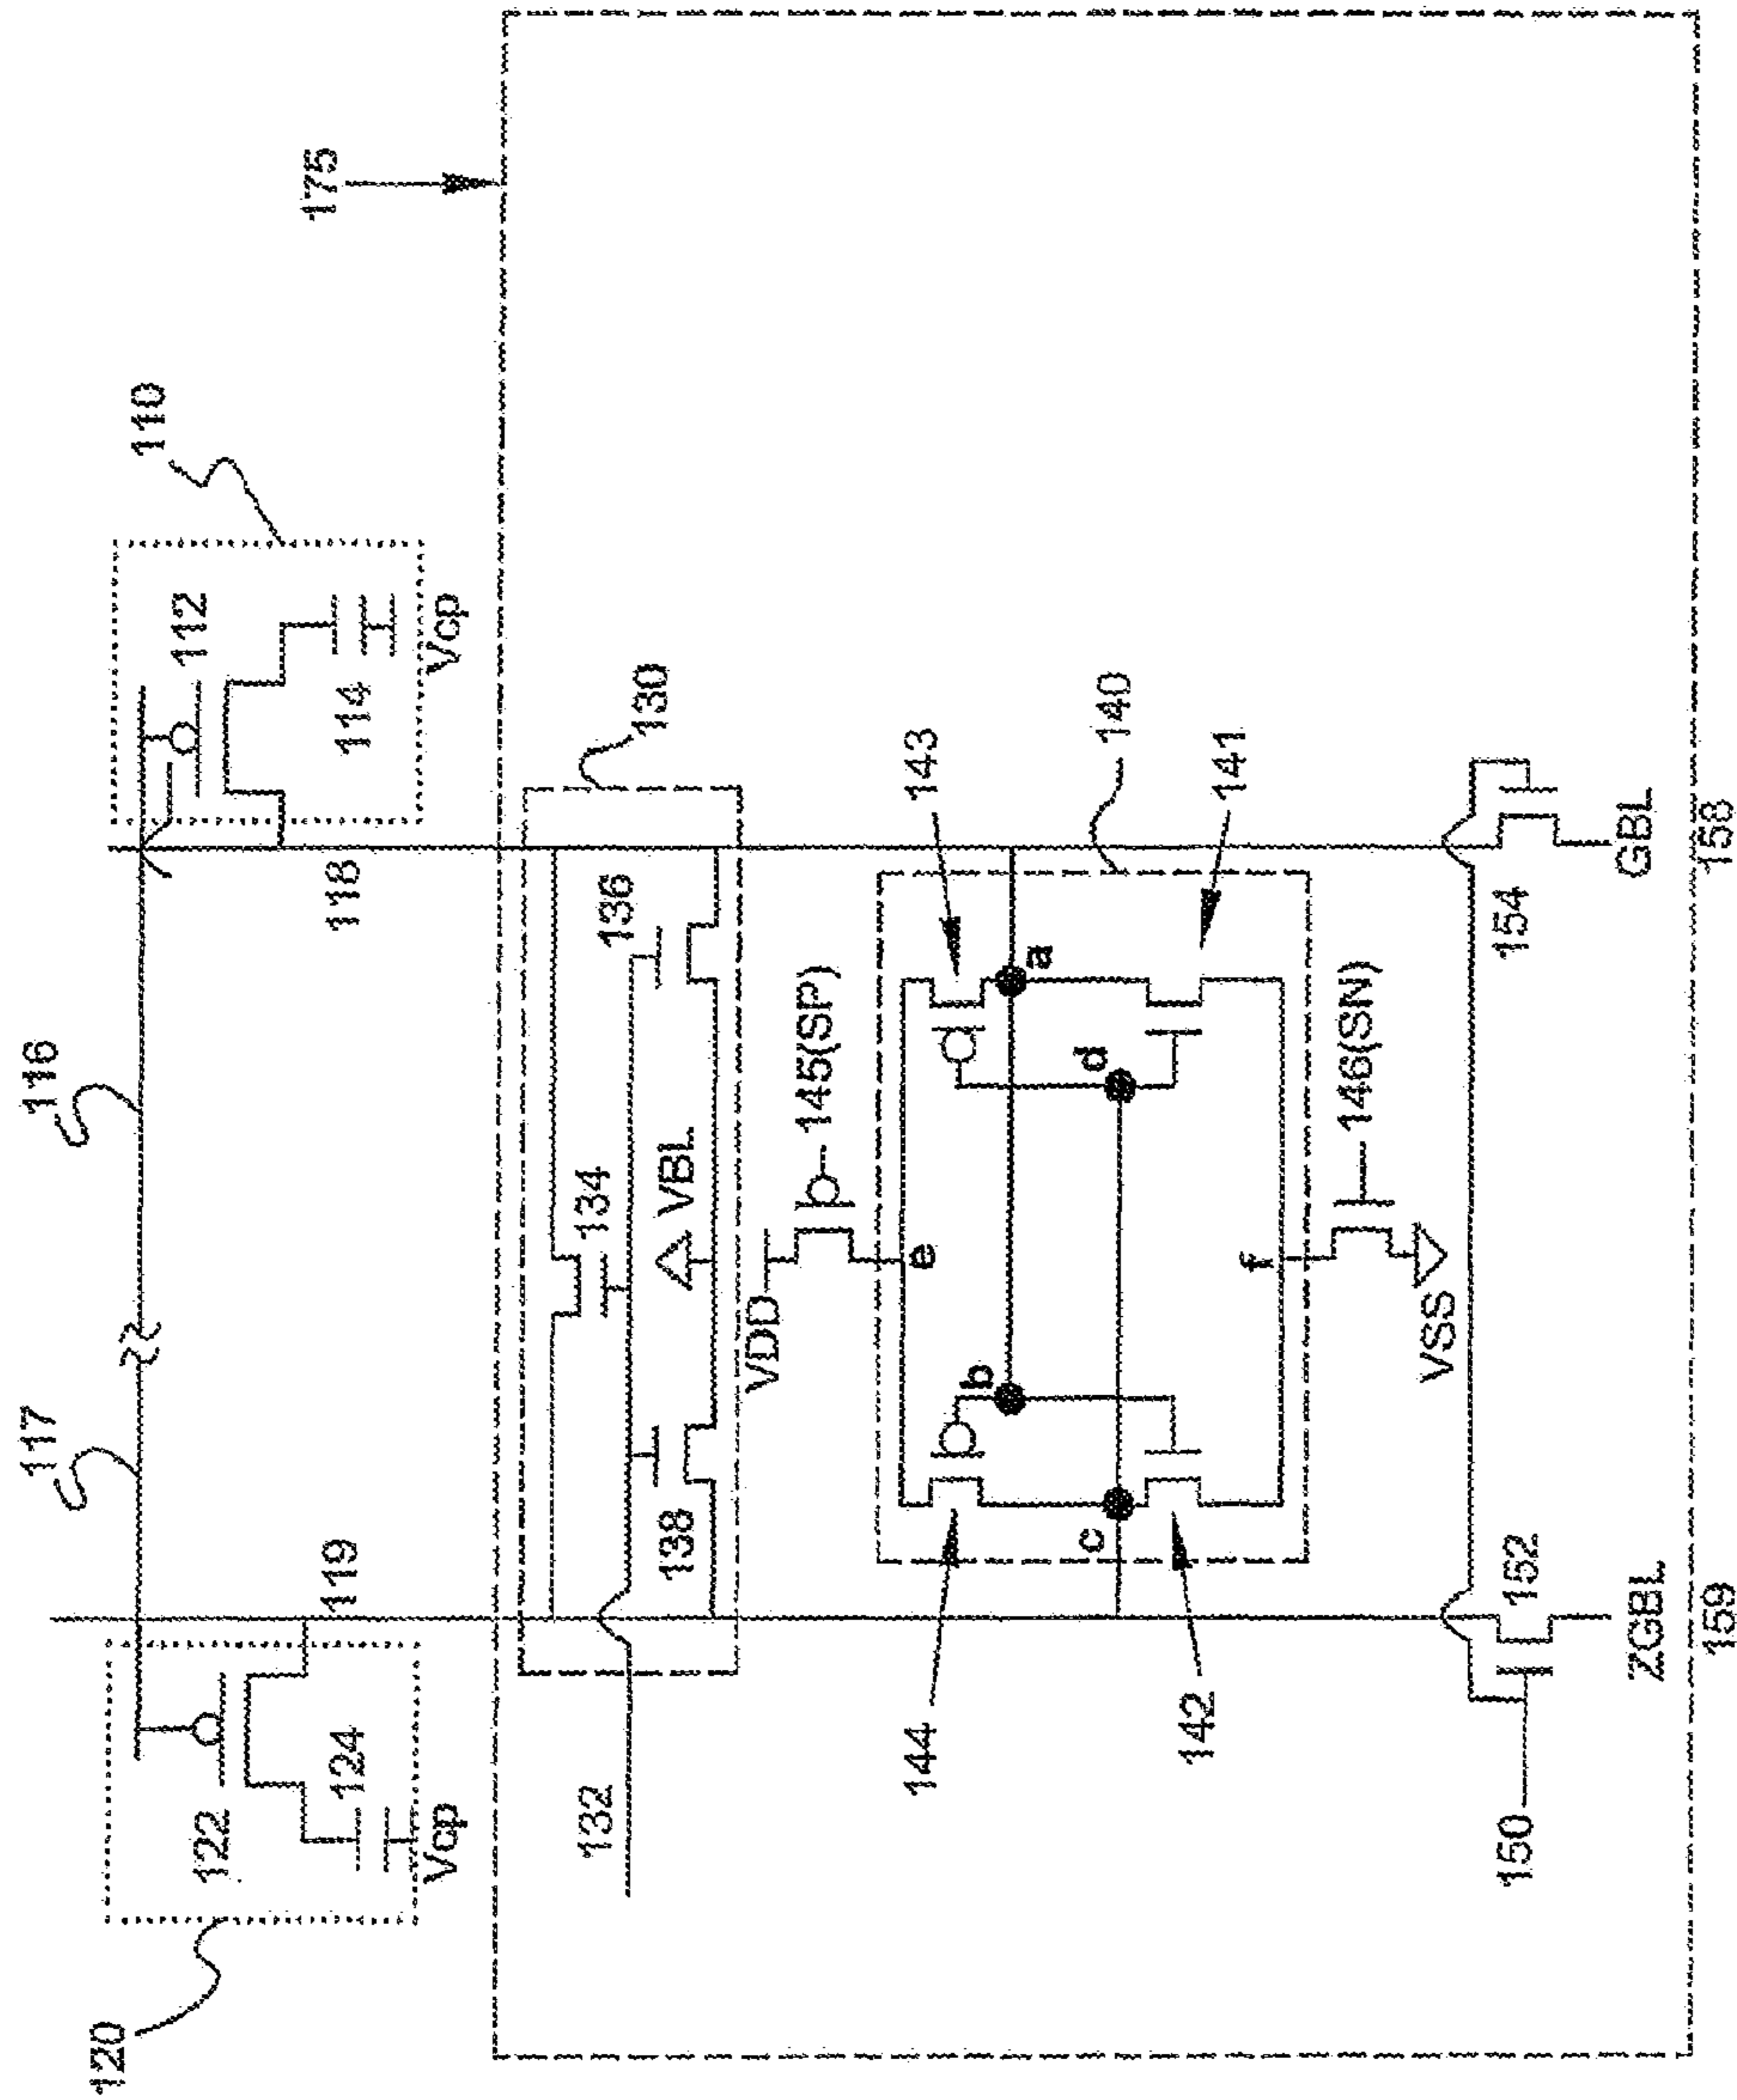 120
117
116
110
175
122
124
Vcp
119
118
114
112
Vcp
132
138
134
VBL
136
130
VDD
145(SP)
144
142
c
b
e
f
d
a
143
141
140
VSS
146(SN)
150
152
154
ZGBL
159
GBL
158